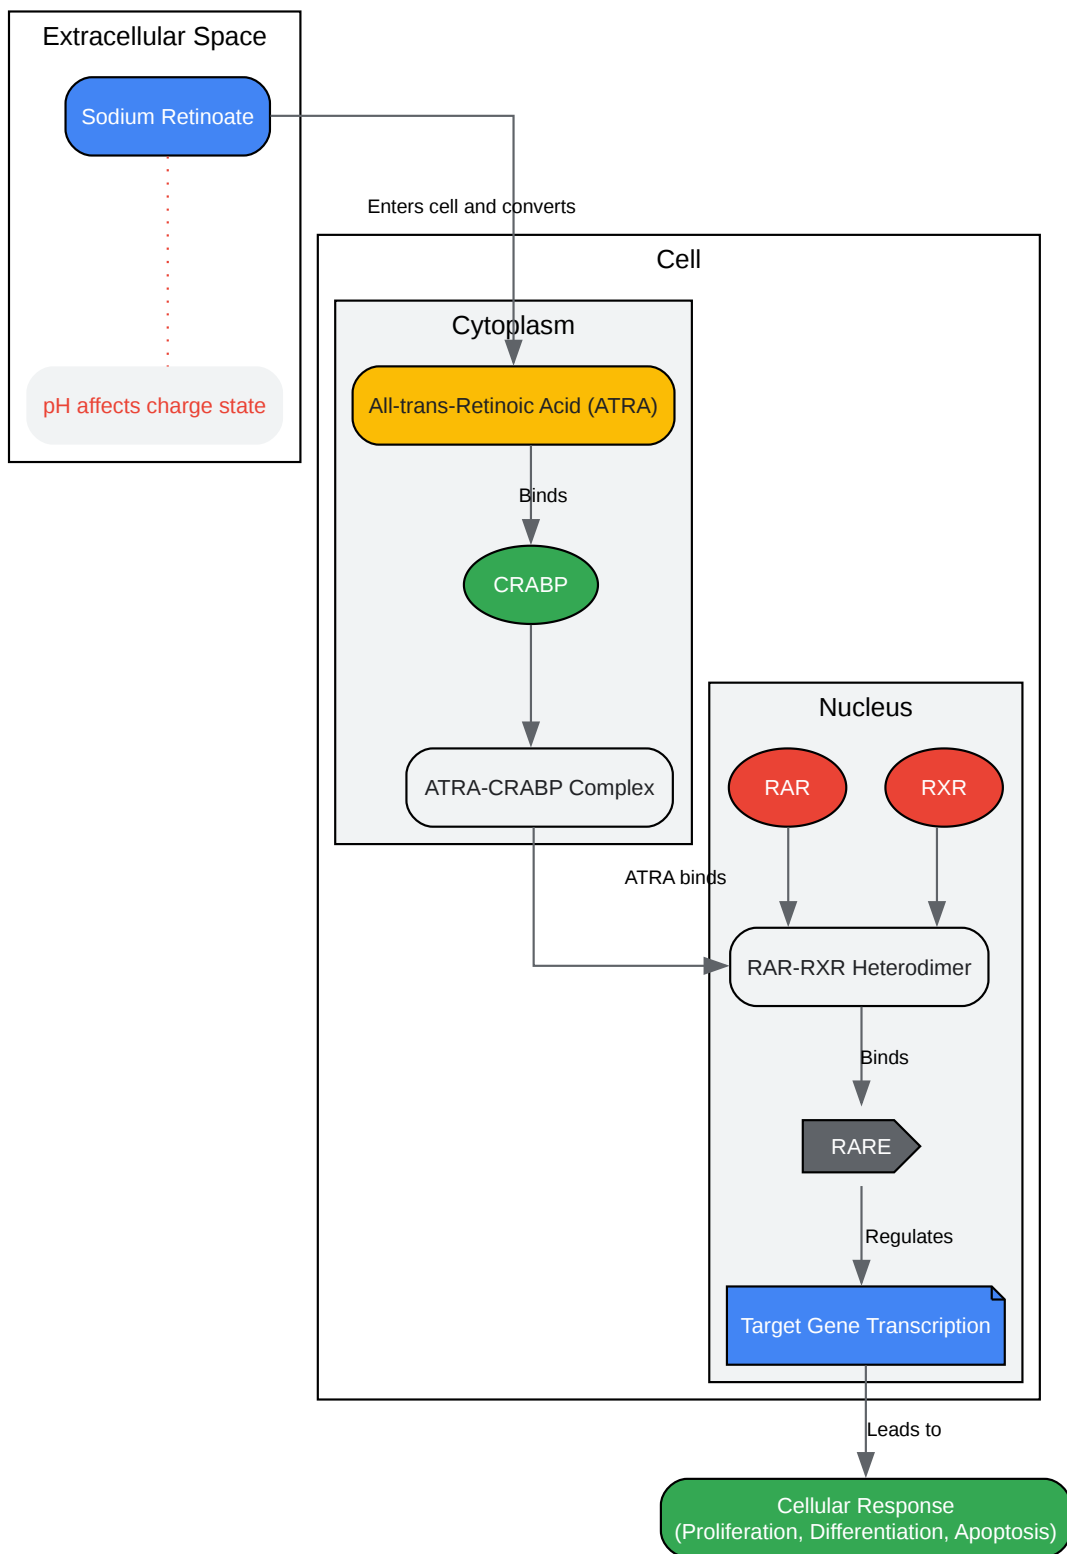 Extracellular Space
Sodium Retinoate
Enters cell and converts
Cell
Cytoplasm
pH affects charge state
All-trans-Retinoic Acid (ATRA)
Binds
CRABP
Nucleus
ATRA-CRABP Complex
RAR
RXR
ATRA binds
RAR-RXR Heterodimer
Binds
RARE
Regulates
Target Gene Transcription
Leads to
Cellular Response
(Proliferation, Differentiation, Apoptosis)